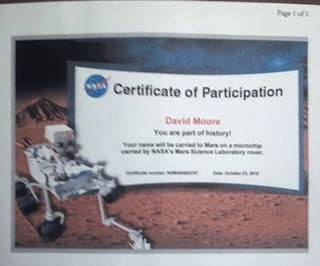 Page 1 of 1
NASA
Certificate of Participation
David Moore
You are part of history!
Your name will be carried to Mars on a microchip
carried by NASA's Mars Science Laboratory rover.
Certificate number: Date: October 23, 2010